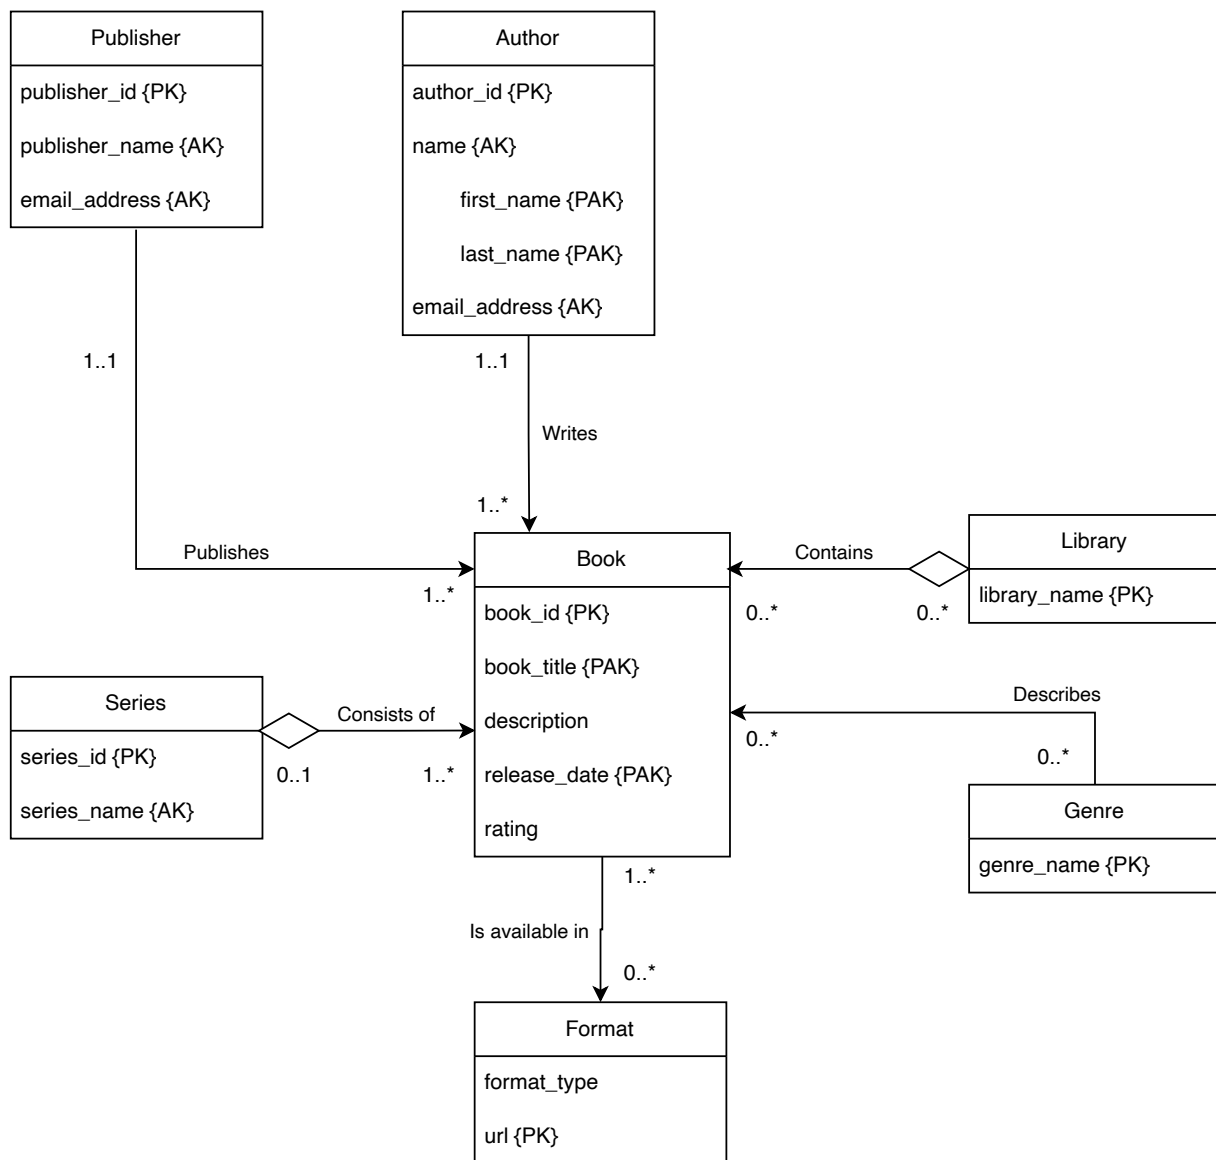 Publisher
publisher_id {PK}
publisher_name {AK}
email_address {AK}
Author
author_id {PK}
name {AK}
first_name {PAK}
last_name {PAK}
email_address {AK}
1..1
1..1
Writes
1..*
Publishes
1..*
Book
book_id {PK}
book_title {PAK}
description
release_date {PAK}
rating
Contains
0..*
0..*
Library
library_name {PK}
Series
series_id {PK}
series_name {AK}
Consists of
0..1
1..*
Describes
0..*
0..*
Genre
genre_name {PK}
1..*
Is available in
0..*
Format
format_type
url {PK}